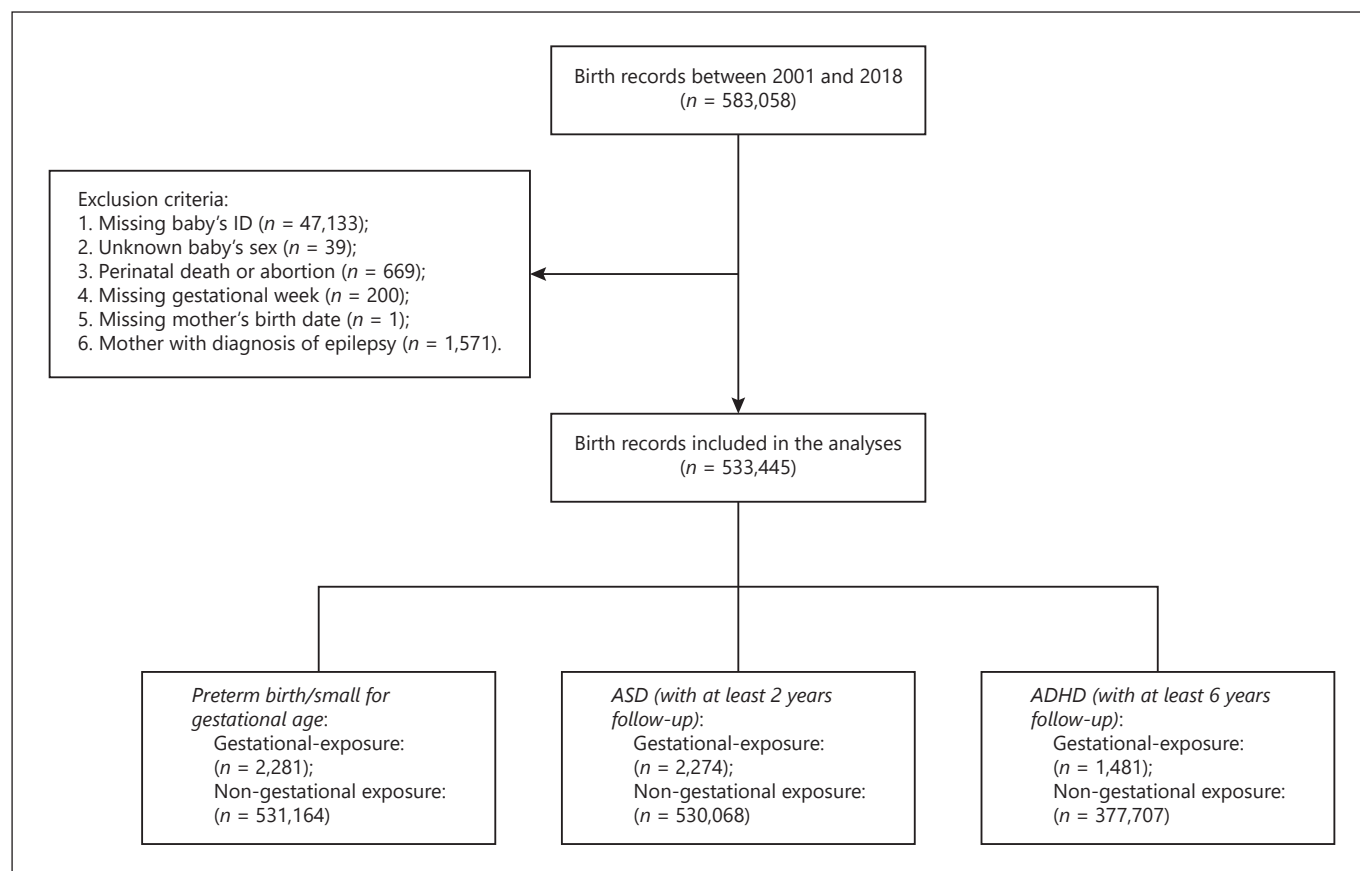 Birth records between 2001 and 2018
(n = 583,058)
Exclusion criteria:
1. Missing baby’s ID (n = 47,133);
2. Unknown baby’s sex (n = 39);
3. Perinatal death or abortion (n = 669);
4. Missing gestational week (n = 200);
5. Missing mother’s birth date (n = 1);
6. Mother with diagnosis of epilepsy (n = 1,571).
Birth records included in the analyses
(n = 533,445)
Preterm birth/small for
gestational age:
Gestational-exposure:
(n = 2,281);
Non-gestational exposure:
(n = 531,164)
ASD (with at least 2 years
follow-up):
Gestational-exposure:
(n = 2,274);
Non-gestational exposure:
(n = 530,068)
ADHD (with at least 6 years
follow-up):
Gestational-exposure:
(n = 1,481);
Non-gestational exposure:
(n = 377,707)